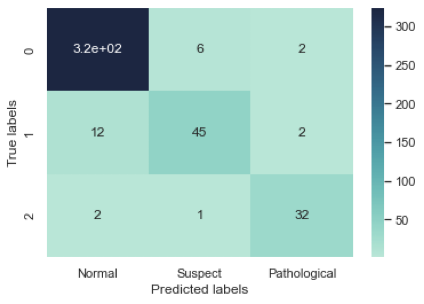 3.2e+02 6 2
12 45 2
2 1 32
0
1
2
True labels
Normal Suspect Pathological
Predicted labels
300
250
200
150
100
50